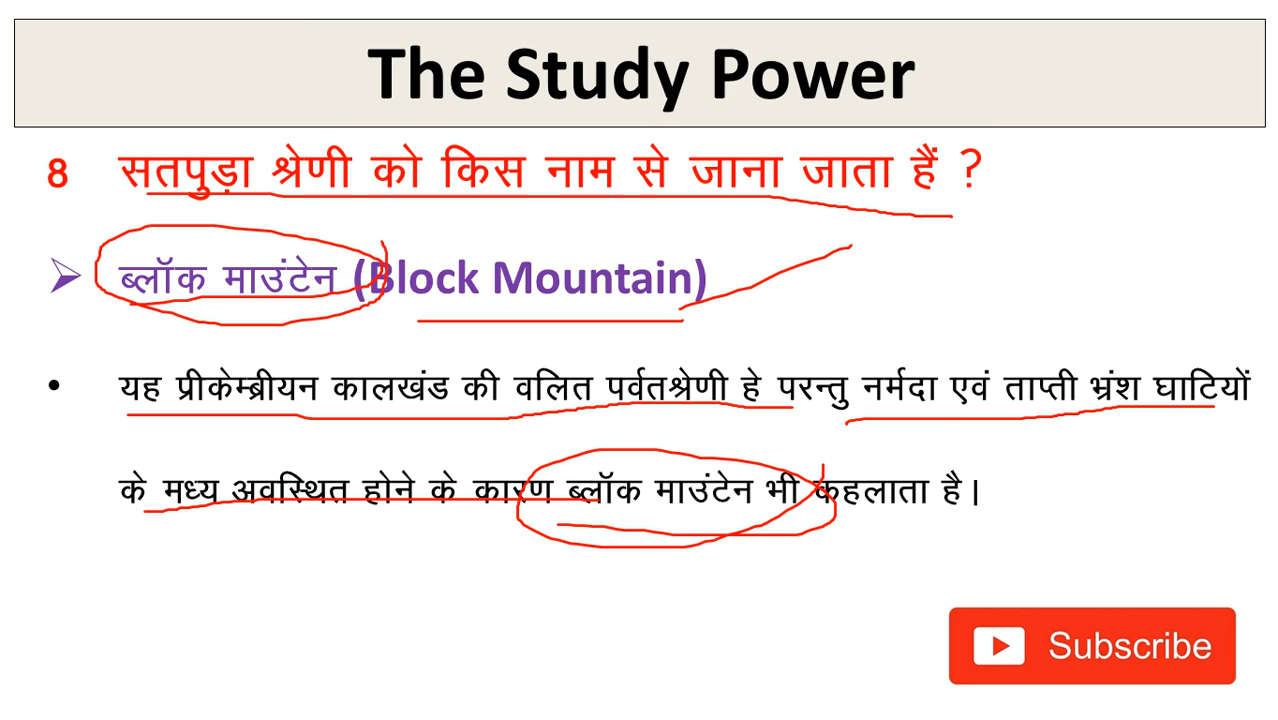 The Study Power
8 सतपुड़ा श्रेणी को किस नाम से जाना जाता हैं ?
➢ ब्लॉक माउंटेन (Block Mountain)
• यह प्रीकेम्ब्रीयन कालखंड की वलित पर्वतश्रेणी हे परन्तु नर्मदा एवं ताप्ती भ्रंश घाटियों
के मध्य अवस्थित होने के कारण ब्लॉक माउंटेन भी कहलाता है।
Subscribe